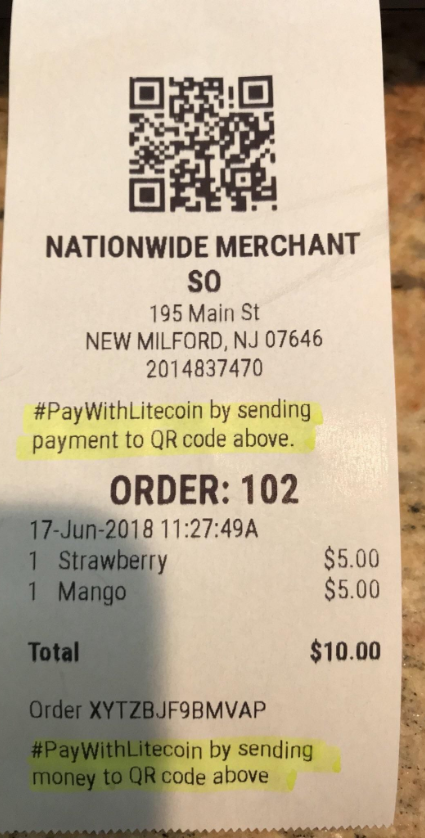 NATIONWIDE MERCHANT
SO
195 Main St
NEW MILFORD, NJ 07646
2014837470
#PayWithLitecoin by sending
payment to QR code above.
ORDER: 102
17-Jun-2018 11:27:49A
1 Strawberry $5.00
1 Mango $5.00
Total $10.00
Order XYTZBJF9BMVAP
#PayWithLitecoin by sending
money to QR code above